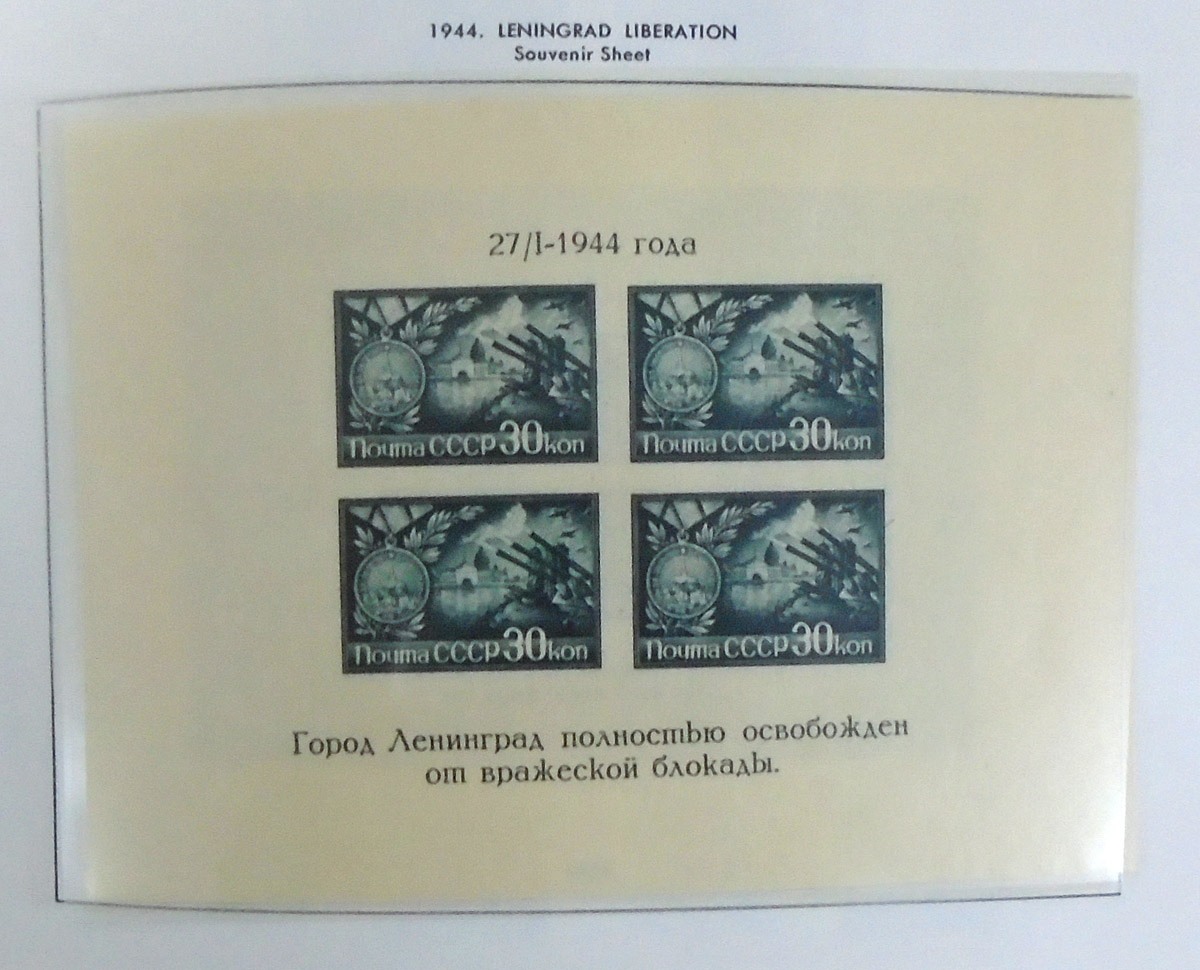 1944. LENINGRAD LIBERATION
Souvenir Sheet
27/I-1944 года
Почта СССР 30 коп
Почта СССР 30 коп
Почта СССР 30 коп
Почта СССР 30 коп
Город Ленинград полностью освобожден
от вражеской блокады.